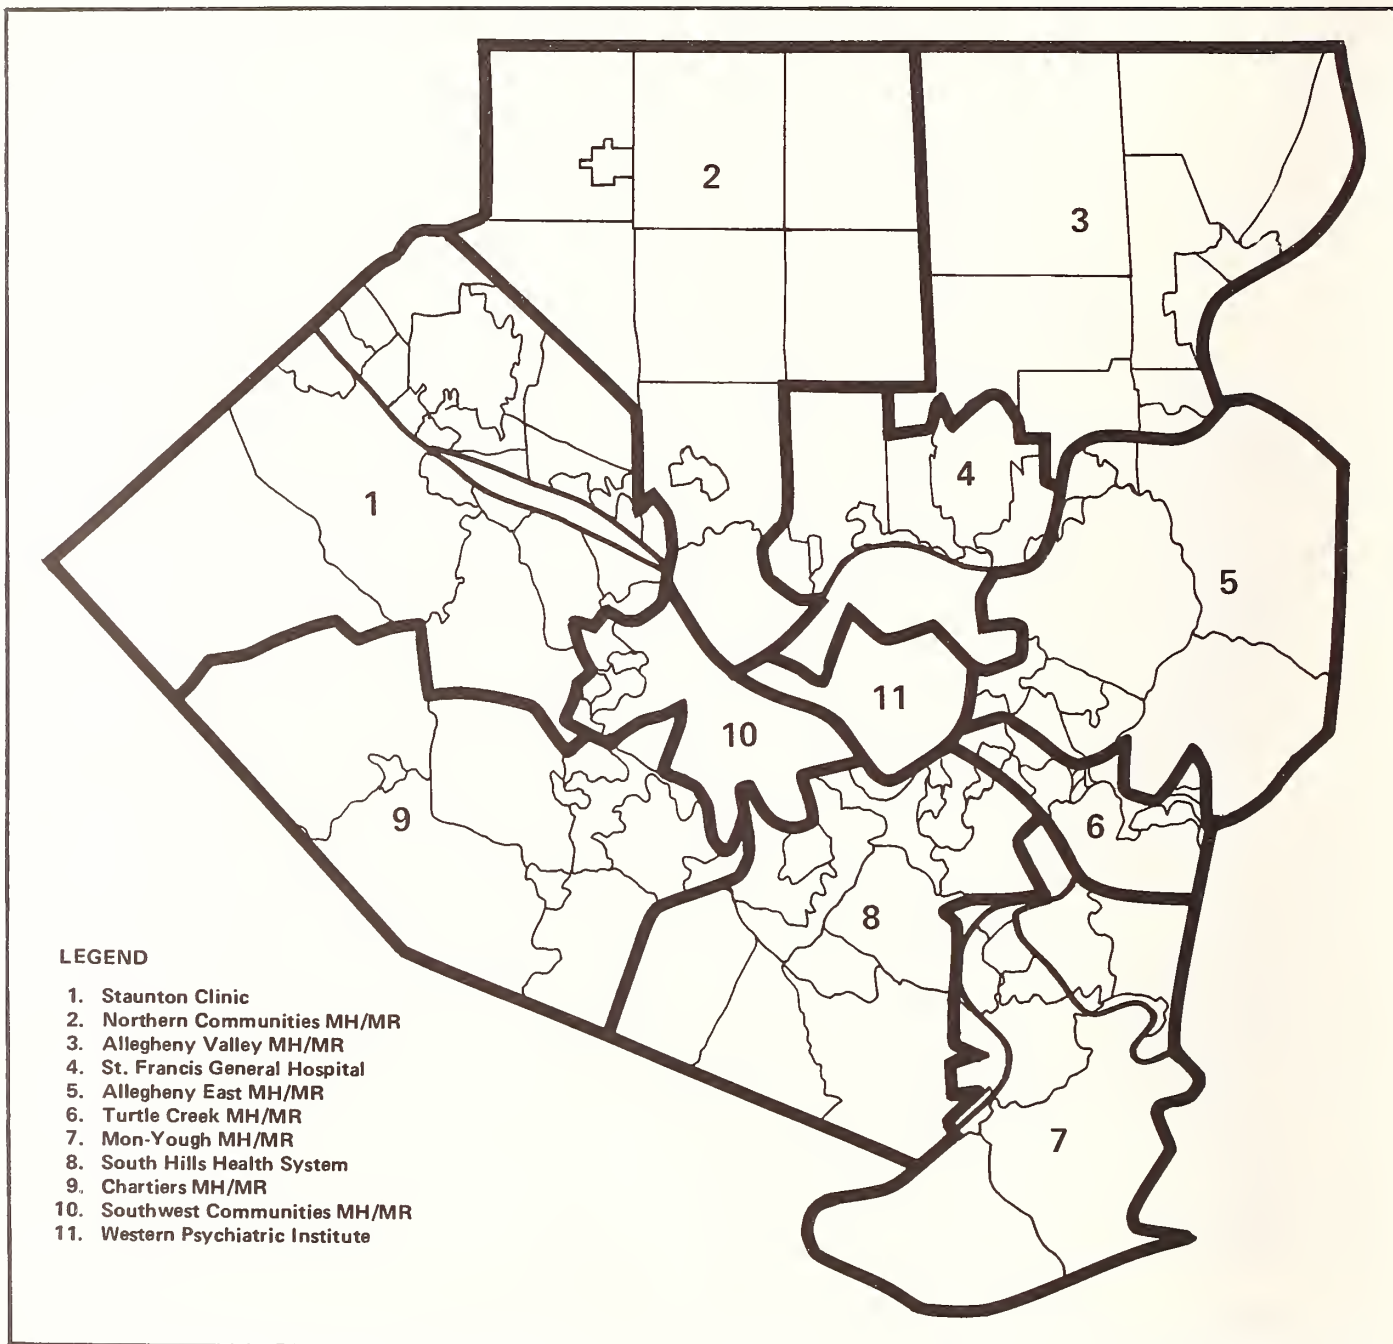 2
3
4
1
5
11
10
9
6
8
7
LEGEND
1. Staunton Clinic
2. Northern Communities MH/MR
3. Allegheny Valley MH/MR
4. St. Francis General Hospital
5. Allegheny East MH/MR
6. Turtle Creek MH/MR
7. Mon-Yough MH/MR
8. South Hills Health System
9. Chartiers MH/MR
10. Southwest Communities MH/MR
11. Western Psychiatric Institute